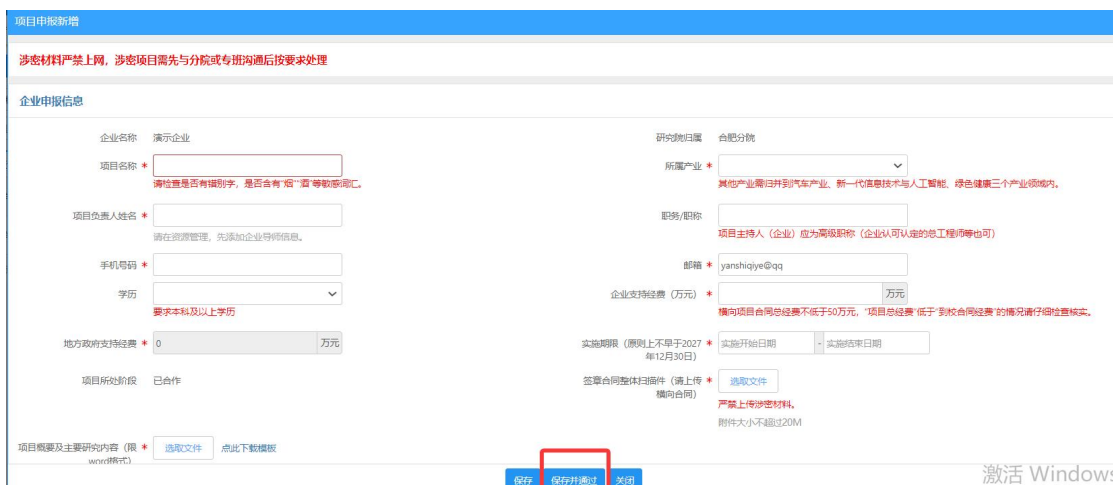 项目申报新增
涉密材料严禁上网，涉密项目需先与分院或专班沟通后按要求处理
企业申报信息
企业名称 演示企业 研究院归属 合肥分院
项目名称 * 所属产业 *
请检查是否有错别字，是否含有“烟”“酒”等敏感词汇。 其他产业需归并到汽车产业、新一代信息技术与人工智能、绿色健康三个产业领域内。
项目负责人姓名 * 职务/职称
请在资源管理，先添加企业导师信息。 项目主持人（企业）应为高级职称（企业认可认定的总工程师等也可）
手机号码 * 邮箱 * yanshiqiye@qq
学历 企业支持经费（万元） * 万元
要求本科及以上学历 横向项目合同总经费不低于50万元，“项目总经费”低于“到校合同经费”的情况请仔细检查核实。
地方政府支持经费 * 0 万元 实施期限（原则上不早于2027 * 实施开始日期 - 实施结束日期
年12月30日）
项目所处阶段 已合作 签章合同整体扫描件（请上传 * 选取文件
横向合同）
严禁上传涉密材料。
附件大小不超过20M
项目概要及主要研究内容（限 * 选取文件 点此下载模板
word格式）
保存 保存并通过 关闭
激活 Windows